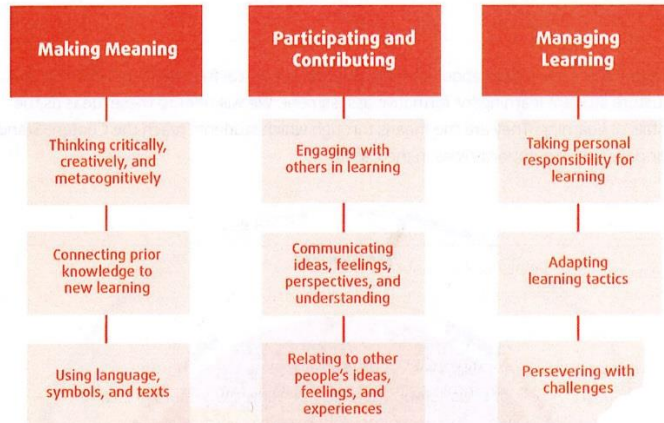 Making Meaning
Thinking critically,
creatively, and
metacognitively
Connecting prior
knowledge to
new learning
Using language,
symbols, and texts
Participating and
Contributing
Engaging with
others in learning
Communicating
ideas, feelings,
perspectives, and
understanding
Relating to other
people's ideas,
feelings, and
experiences
Managing
Learning
Taking personal
responsibility for
learning
Adapting
learning tactics
Persevering with
challenges